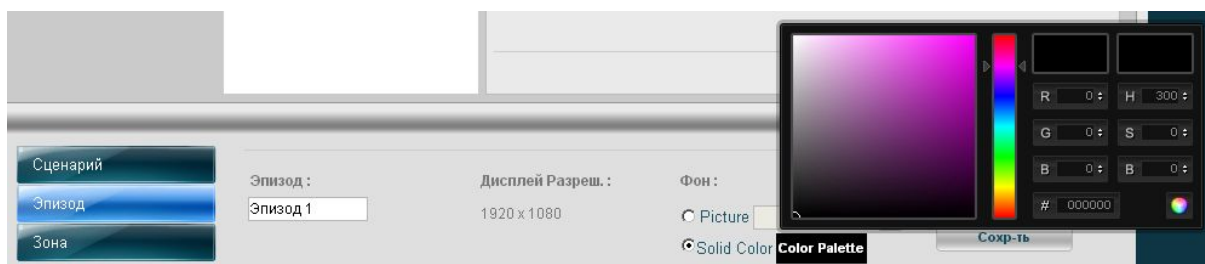 R 0 H 300
G 0 S 0
B 0 B 0
# 000000
Сценарий
Эпизод
Зона
Эпизод :
Эпизод 1
Дисплей Разреш. :
1920 x 1080
Фон :
Picture
Solid Color Color Palette
Сохр-ть